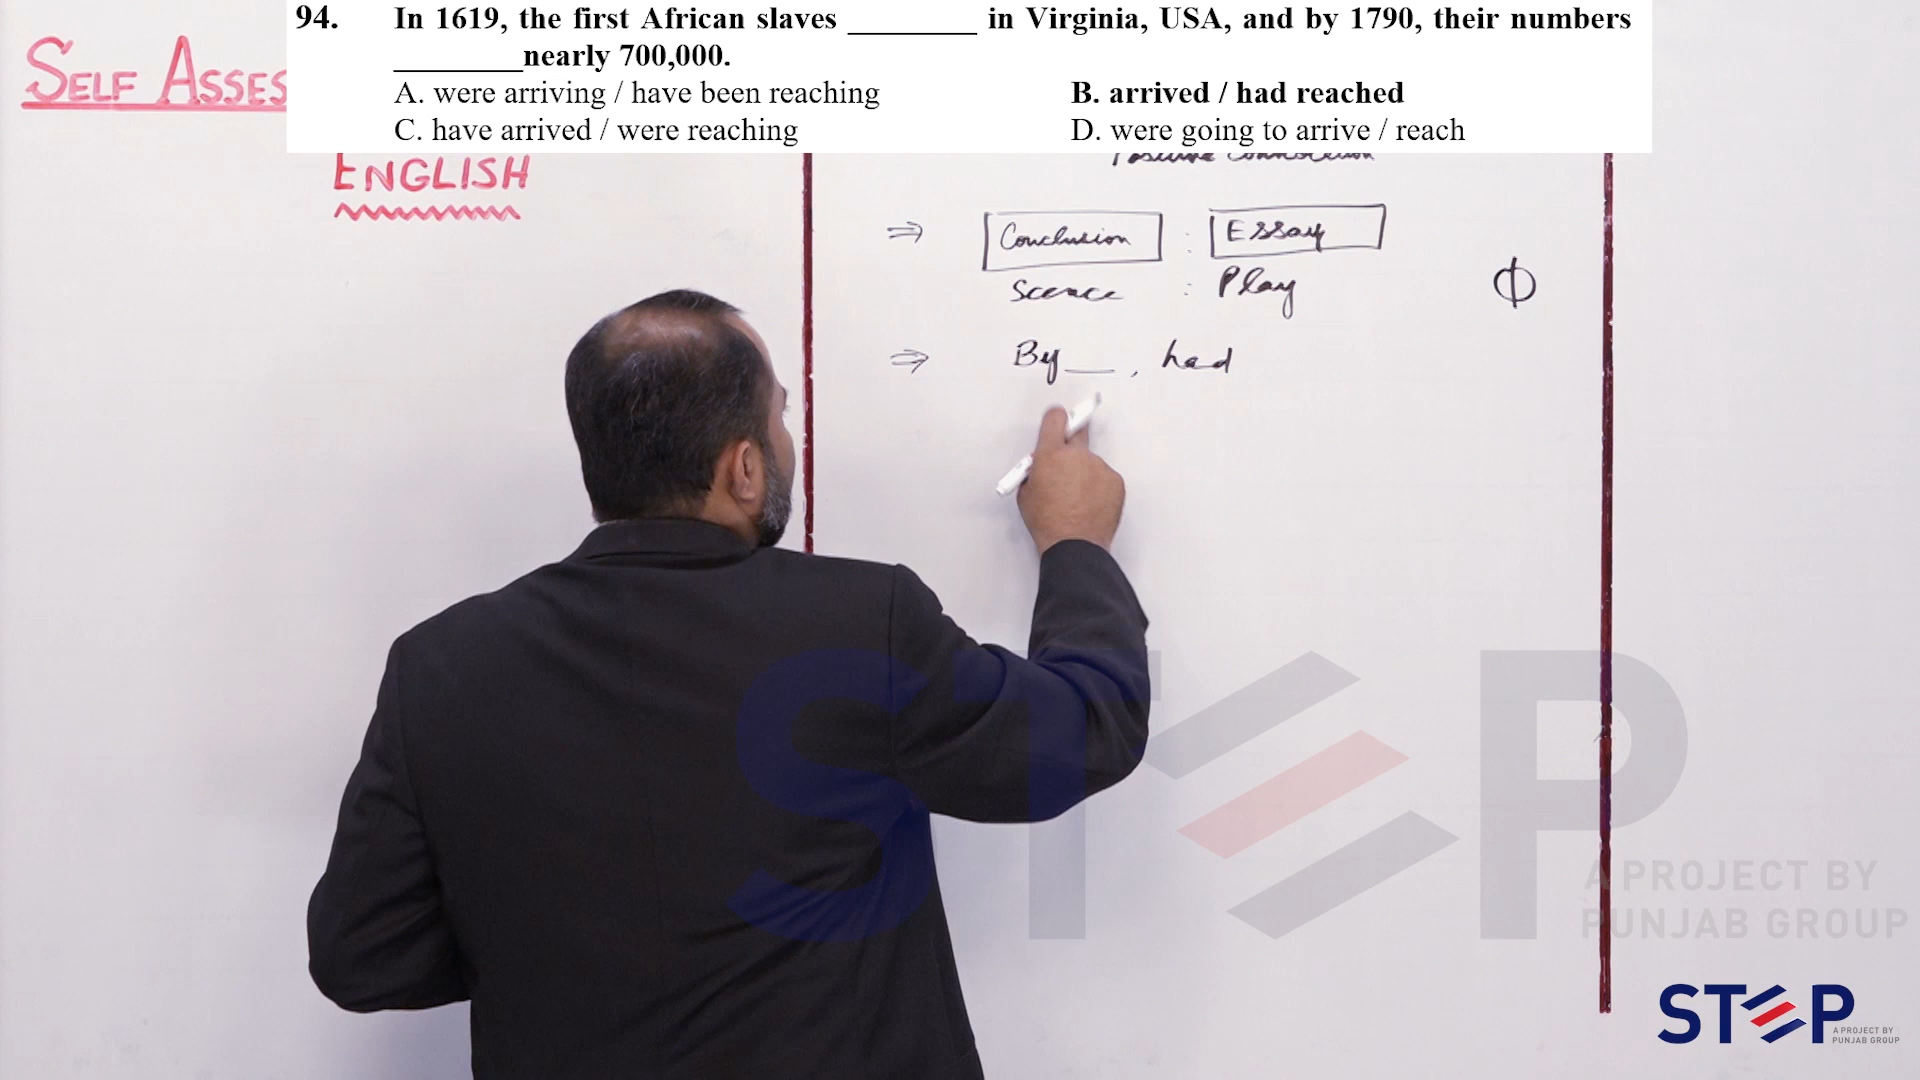 94. In 1619, the first African slaves ________ in Virginia, USA, and by 1790, their numbers
________nearly 700,000.
A. were arriving / have been reaching
B. arrived / had reached
C. have arrived / were reaching
D. were going to arrive / reach
SELF ASSES
ENGLISH
⇒ Conclusion : Essay
: Play
⇒ By __, had
STEP
A PROJECT BY
PUNJAB GROUP
STEP
A PROJECT BY
PUNJAB GROUP